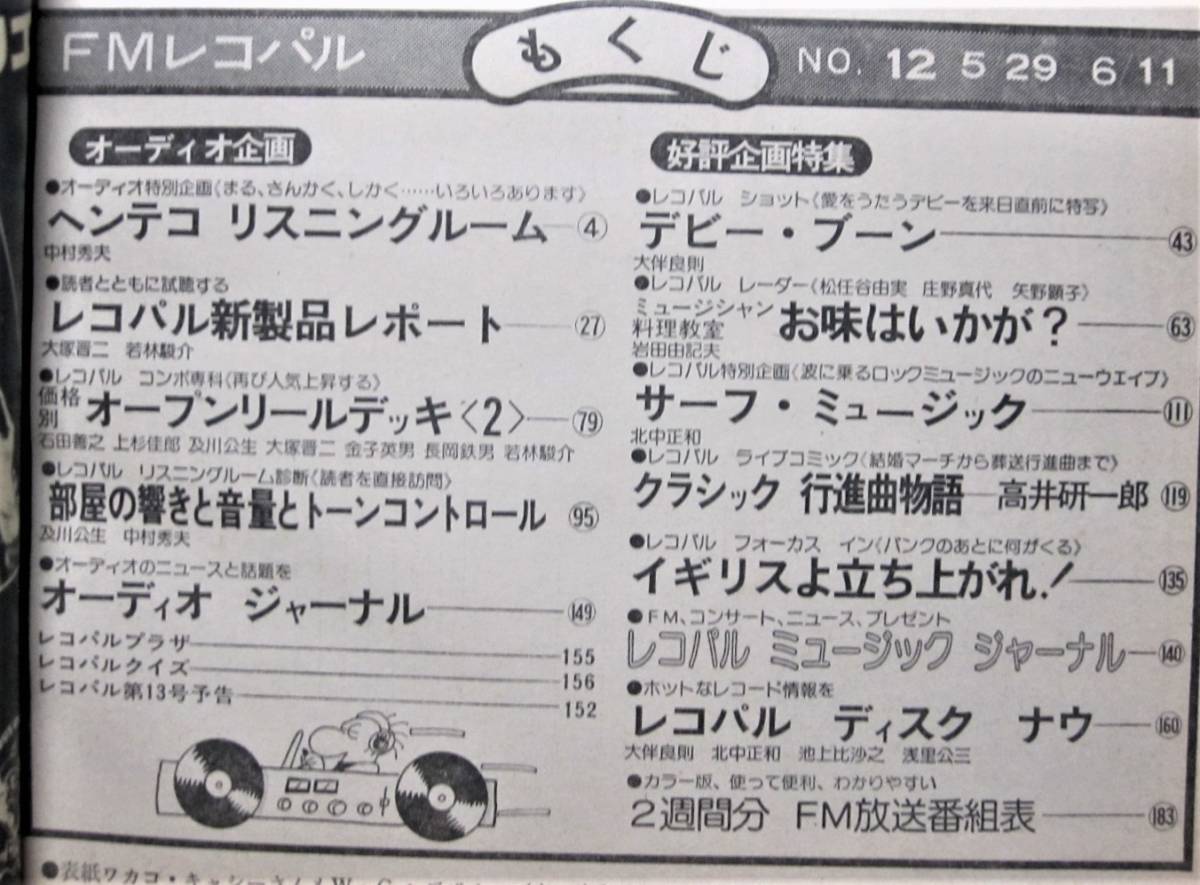 FMレコパル
もくじ
NO. 12 5 29 6/11
オーディオ企画
●オーディオ特別企画〈まる、さんかく、しかく……いろいろあります〉
ヘンテコ リスニングルーム ④
中村秀夫
●読者とともに試聴する
レコパル新製品レポート ㉗
大塚晋二 若林駿介
●レコパル コンポ専科〈再び人気上昇する〉
価格別 オープンリールデッキ〈2〉 79
石田善之 上杉佳郎 及川公生 大塚晋二 金子英男 長岡鉄男 若林駿介
●レコパル リスニングルーム診断〈読者を直接訪問〉
部屋の響きと音量とトーンコントロール 95
及川公生 中村秀夫
●オーディオのニュースと話題を
オーディオ ジャーナル 149
レコパルプラザ 155
レコパルクイズ 156
レコパル第13号予告 152
好評企画特集
●レコパル ショット〈愛をうたうデビーを来日直前に特写〉
デビー・ブーン ㊸
大伴良則
●レコパル レーダー〈松任谷由実 庄野真代 矢野顕子〉
ミュージシャン料理教室 お味はいかが? 63
岩田由記夫
●レコパル特別企画〈波に乗るロックミュージックのニューウエイブ〉
サーフ・ミュージック 111
北中正和
●レコパル ライブコミック〈結婚マーチから葬送行進曲まで〉
クラシック 行進曲物語 高井研一郎 119
●レコパル フォーカス イン〈パンクのあとに何がくる〉
イギリスよ立ち上がれ! 135
●FM、コンサート、ニュース、プレゼント
レコパル ミュージック ジャーナル 140
●ホットなレコード情報を
レコパル ディスク ナウ 160
大伴良則 北中正和 池上比沙之 浅里公三
●カラー版、使って便利、わかりやすい
2週間分 FM放送番組表 183
●表紙ワカコ・